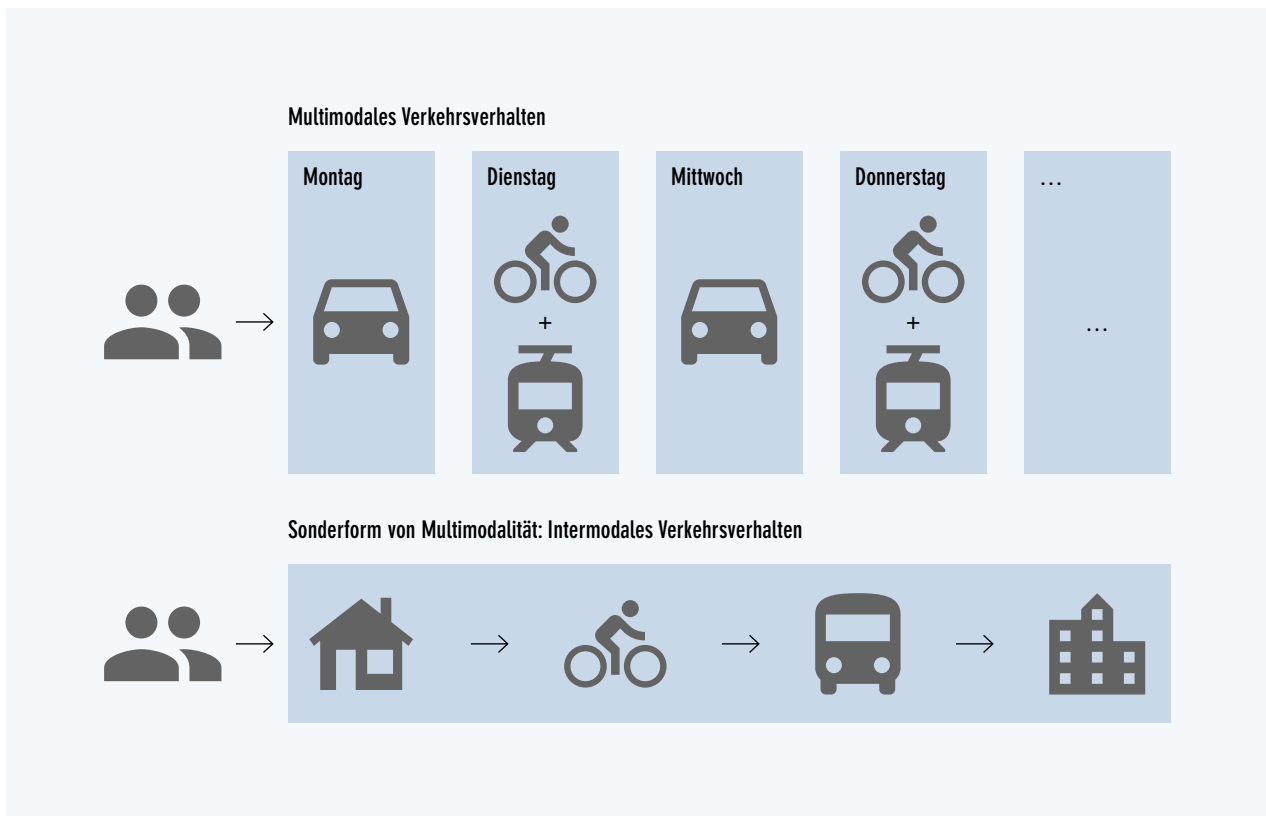 Multimodales Verkehrsverhalten
Montag
Dienstag
Mittwoch
Donnerstag
...
+
+
...
Sonderform von Multimodalität: Intermodales Verkehrsverhalten